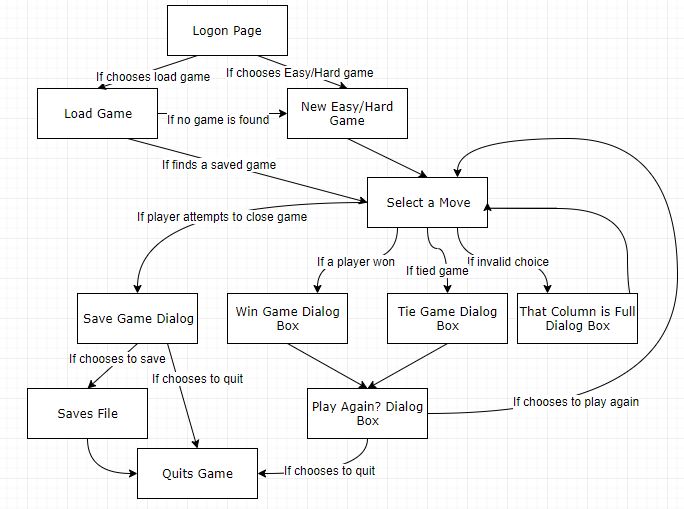 Logon Page
If chooses load game
If chooses Easy/Hard game
Load Game
If no game is found
New Easy/Hard
Game
If finds a saved game
Select a Move
If player attempts to close game
If a player won
If tied game
If invalid choice
Save Game Dialog
Win Game Dialog
Box
Tie Game Dialog
Box
That Column is Full
Dialog Box
If chooses to save
If chooses to quit
Saves File
Play Again? Dialog
Box
If chooses to play again
Quits Game
If chooses to quit